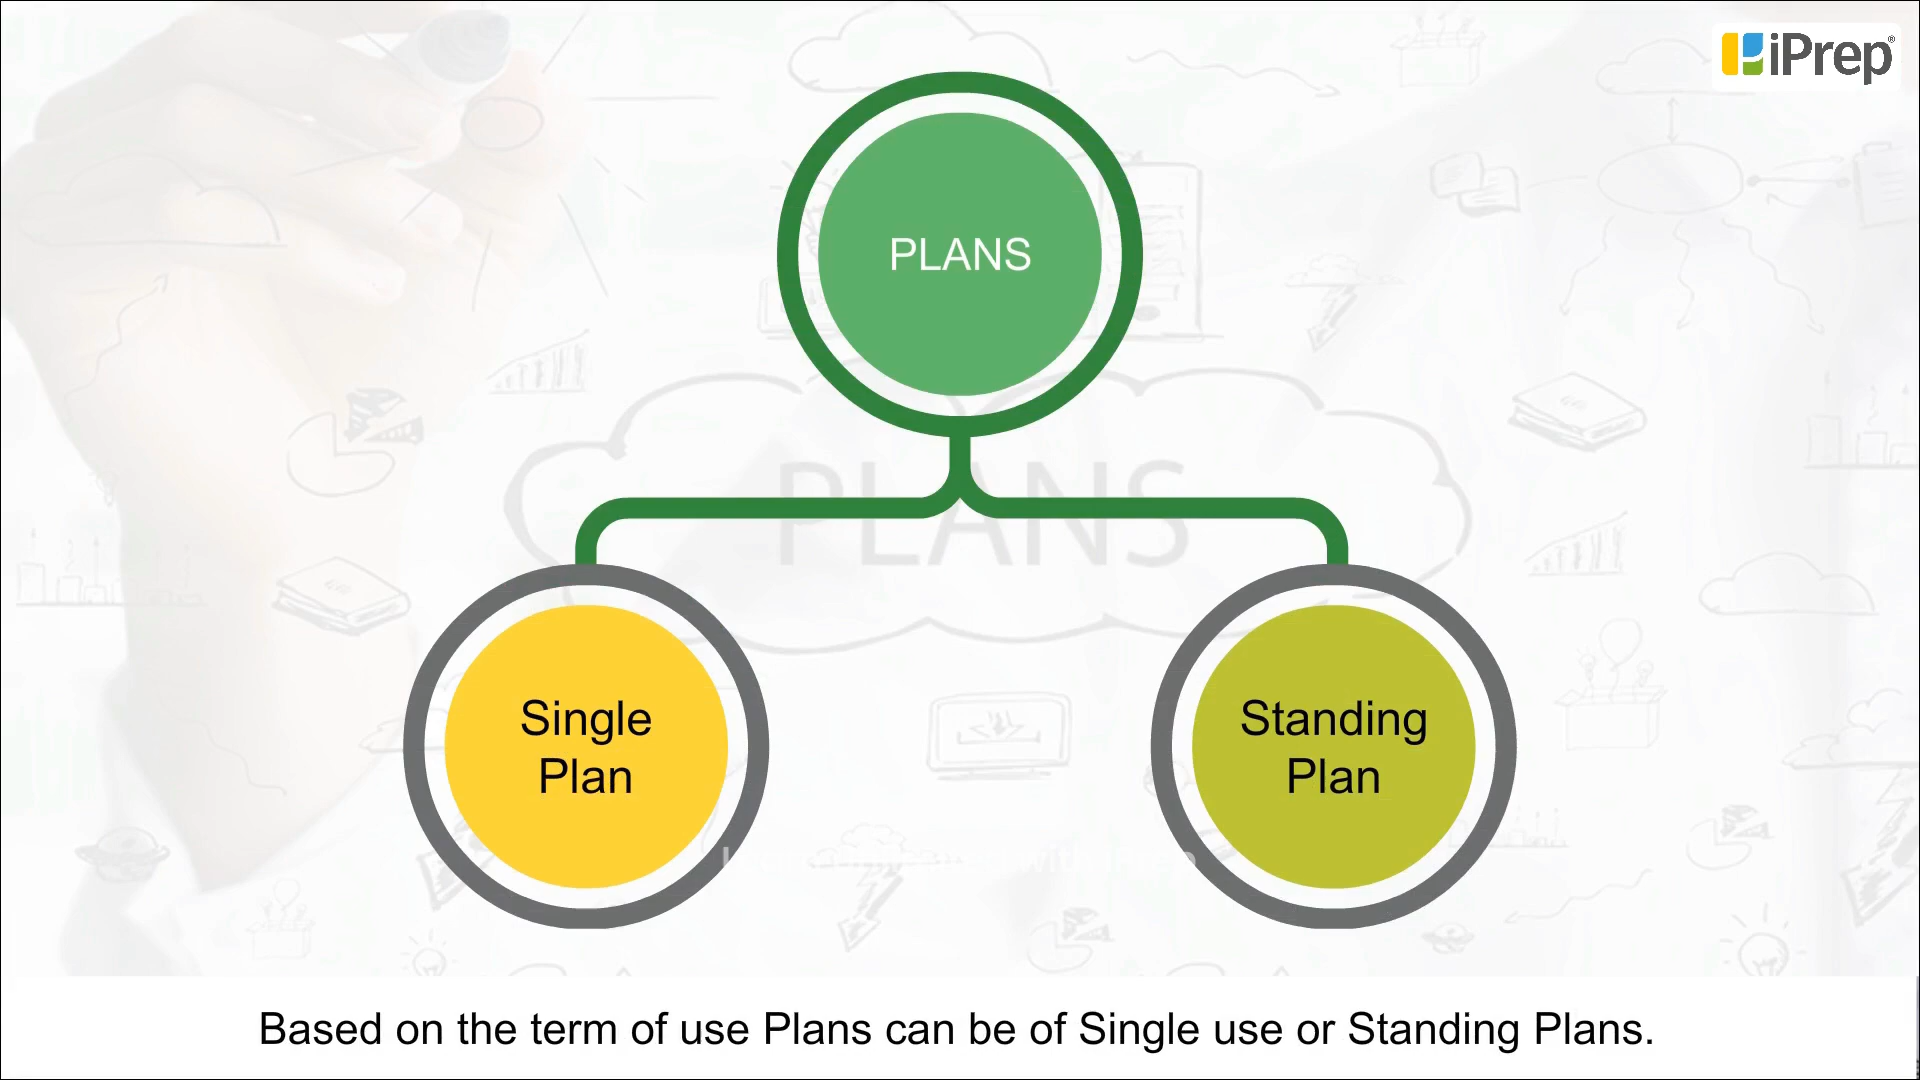 iPrep®
PLANS
PLANS
Single
Plan
Standing
Plan
Based on the term of use Plans can be of Single use or Standing Plans.